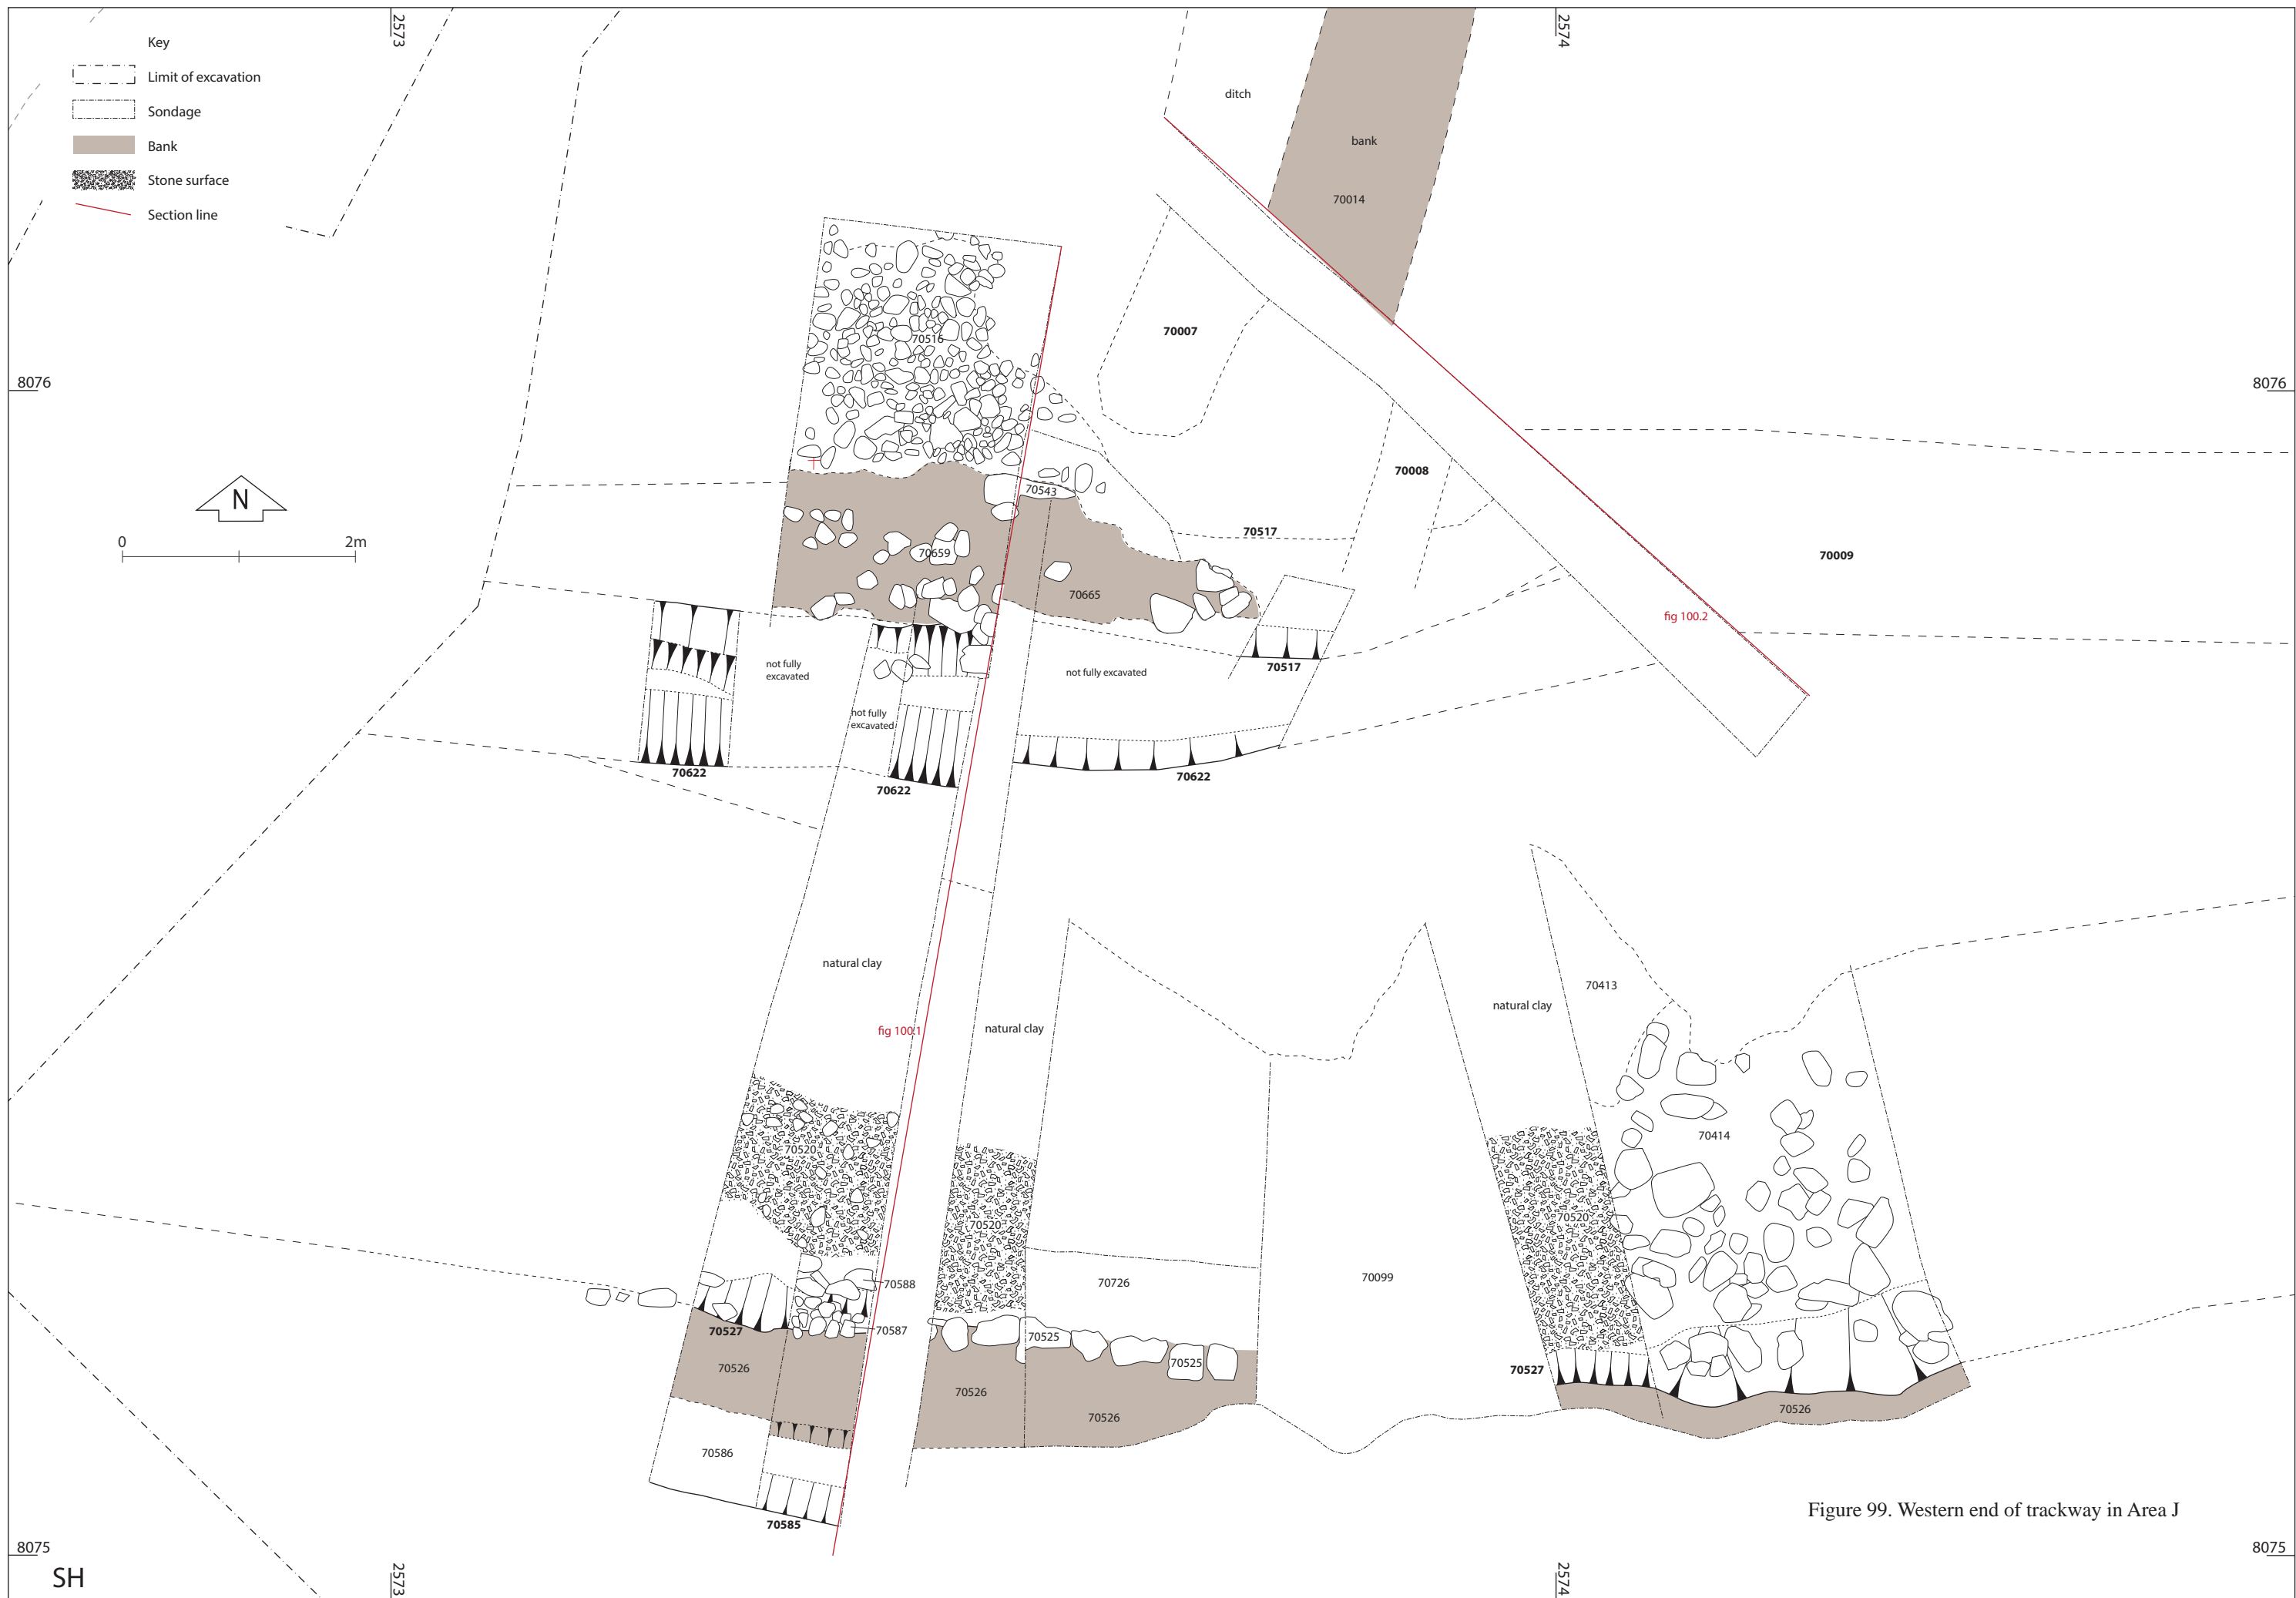 2573
2574
Key
Limit of excavation
Sondage
Bank
Stone surface
Section line
ditch
bank
70014
70007
70516
8076
8076
70008
70543
N
70517
0
2m
70659
70009
70665
fig 100.2
not fully
excavated
70517
not fully excavated
not fully
excavated
70622
70622
70622
natural clay
70413
natural clay
fig 100.1
natural clay
70414
70520
70520
70520
70588
70726
70099
70587
70527
70525
70525
70526
70527
70526
70526
70526
70586
Figure 99. Western end of trackway in Area J
70585
8075
8075
SH
2573
2574